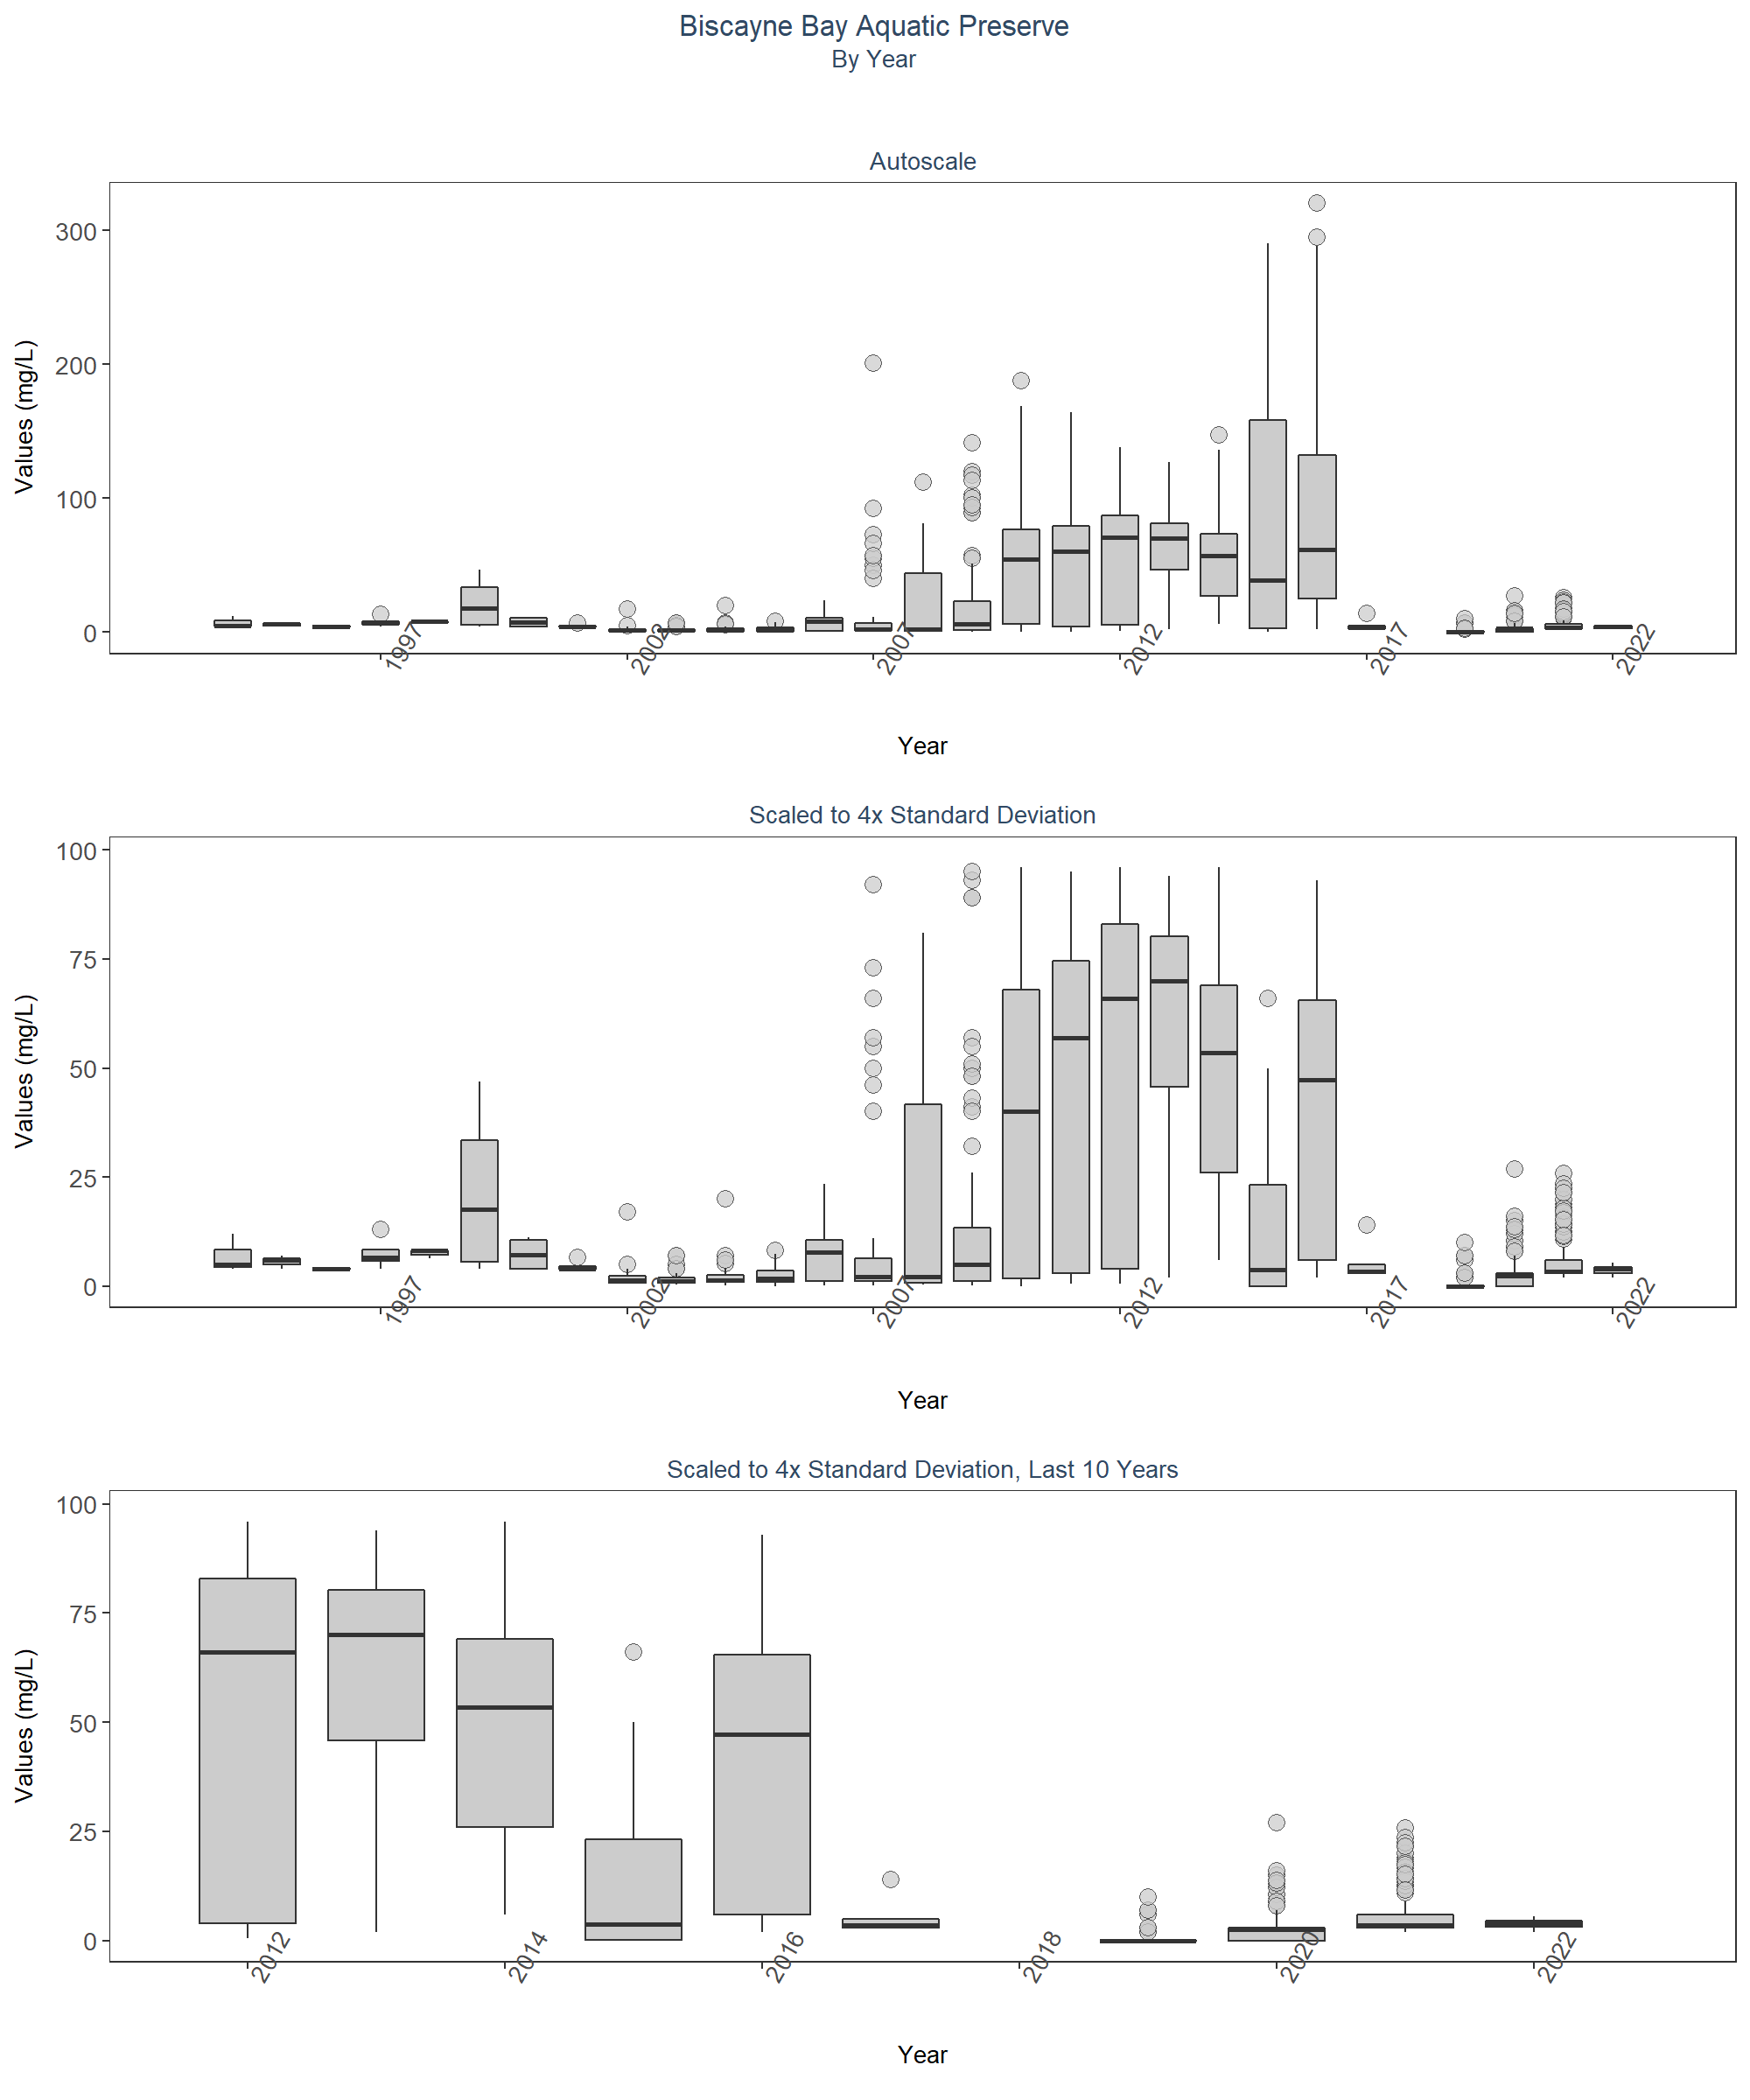 Biscayne Bay Aquatic Preserve
By Year
Autoscale
Values (mg/L)
300
200
100
0
1997
2002
2007
2012
2017
2022
Year
Scaled to 4x Standard Deviation
Values (mg/L)
100
75
50
25
0
1997
2002
2007
2012
2017
2022
Year
Scaled to 4x Standard Deviation, Last 10 Years
Values (mg/L)
100
75
50
25
0
2012
2014
2016
2018
2020
2022
Year